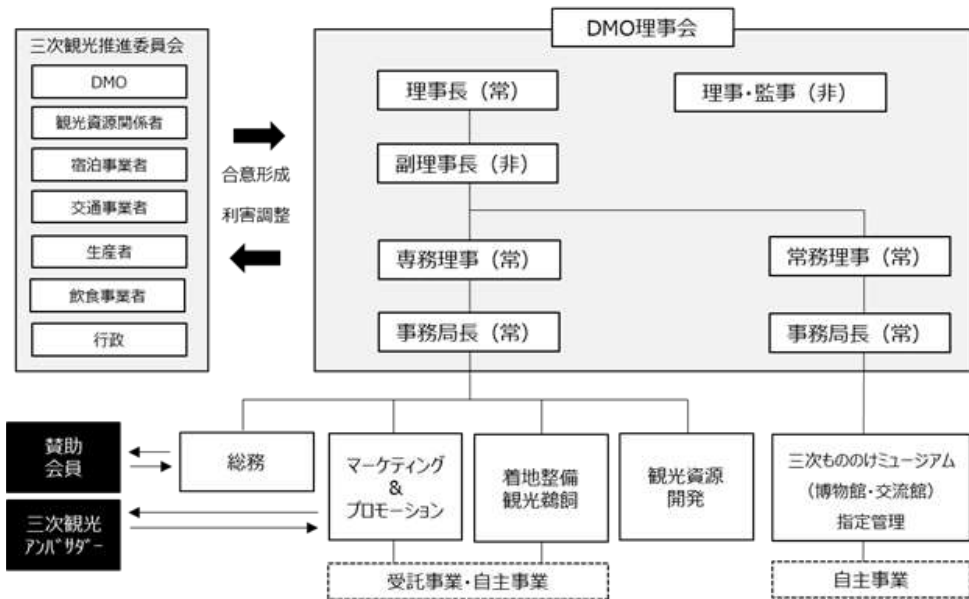 三次観光推進委員会
DMO
観光資源関係者
宿泊事業者
交通事業者
生産者
飲食事業者
行政
合意形成
利害調整
DMO理事会
理事長（常）
理事・監事（非）
副理事長（非）
専務理事（常）
常務理事（常）
事務局長（常）
事務局長（常）
賛助
会員
三次観光
アンバサダー
総務
マーケティング
&
プロモーション
着地整備
観光鵜飼
観光資源
開発
三次もののけミュージアム
（博物館・交流館）
指定管理
受託事業・自主事業
自主事業